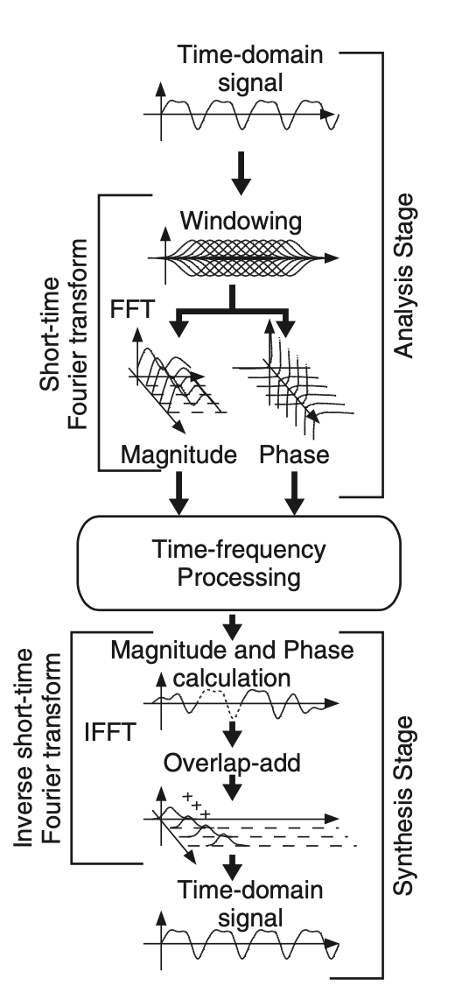 Time-domain
signal
Analysis Stage
Windowing
Short-time
Fourier transform
FFT
Magnitude
Phase
Time-frequency
Processing
Magnitude and Phase
calculation
Inverse short-time
Fourier transform
IFFT
Overlap-add
+
+
+
Synthesis Stage
Time-domain
signal